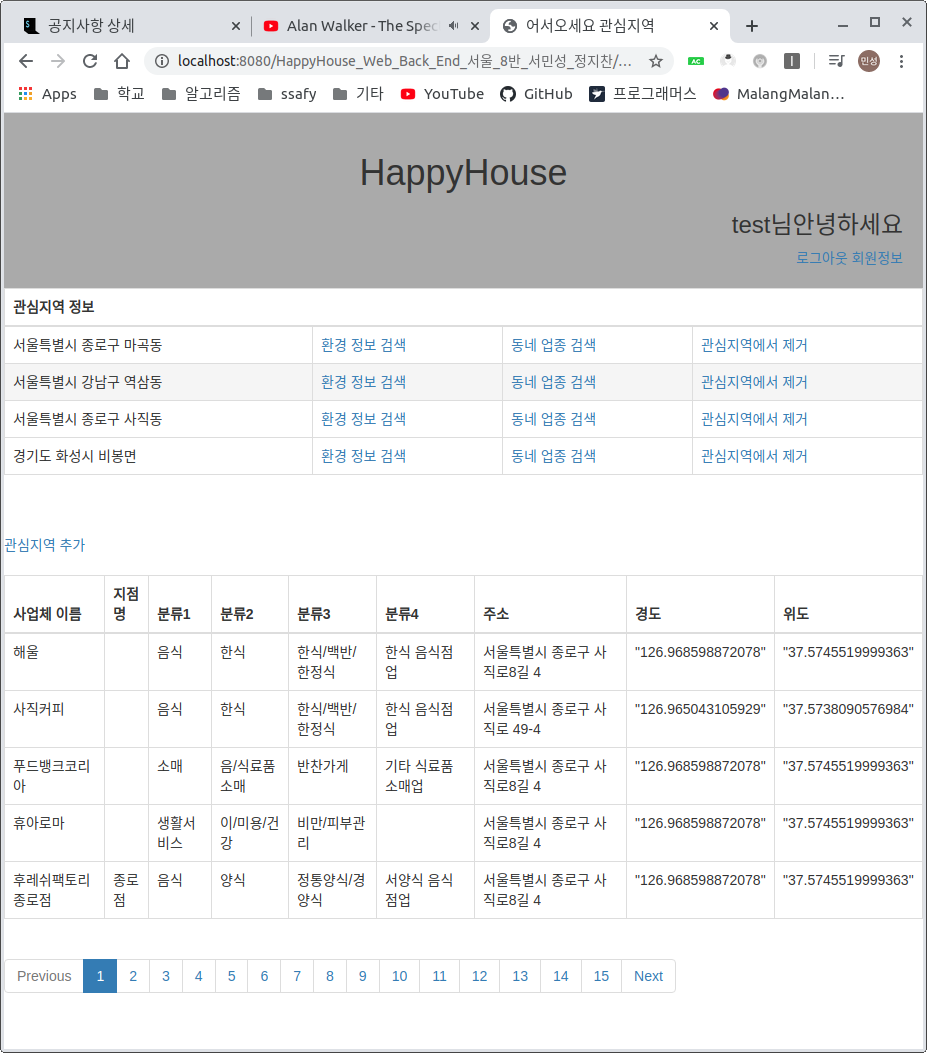 공지사항 상세
Alan Walker - The Spec
어서오세요 관심지역
localhost:8080/HappyHouse_Web_Back_End_서울_8반_서민성_정지찬/...
AC
민성
Apps 학교 알고리즘 ssafy 기타 YouTube GitHub 프로그래머스 MalangMalan...
HappyHouse
test님안녕하세요
로그아웃 회원정보
관심지역 정보
서울특별시 종로구 마곡동 환경 정보 검색 동네 업종 검색 관심지역에서 제거
서울특별시 강남구 역삼동 환경 정보 검색 동네 업종 검색 관심지역에서 제거
서울특별시 종로구 사직동 환경 정보 검색 동네 업종 검색 관심지역에서 제거
경기도 화성시 비봉면 환경 정보 검색 동네 업종 검색 관심지역에서 제거
관심지역 추가
사업체 이름
지점
명
분류1
분류2
분류3
분류4
주소
경도
위도
해울
음식
한식
한식/백반/
한정식
한식 음식점
업
서울특별시 종로구 사
직로8길 4
"126.968598872078"
"37.5745519999363"
사직커피
음식
한식
한식/백반/
한정식
한식 음식점
업
서울특별시 종로구 사
직로 49-4
"126.965043105929"
"37.5738090576984"
푸드뱅크코리
아
소매
음/식료품
소매
반찬가게
기타 식료품
소매업
서울특별시 종로구 사
직로8길 4
"126.968598872078"
"37.5745519999363"
휴아로마
생활서
비스
이/미용/건
강
비만/피부관
리
서울특별시 종로구 사
직로8길 4
"126.968598872078"
"37.5745519999363"
후레쉬팩토리
종로점
종로
점
음식
양식
정통양식/경
양식
서양식 음식
점업
서울특별시 종로구 사
직로8길 4
"126.968598872078"
"37.5745519999363"
Previous 1 2 3 4 5 6 7 8 9 10 11 12 13 14 15 Next